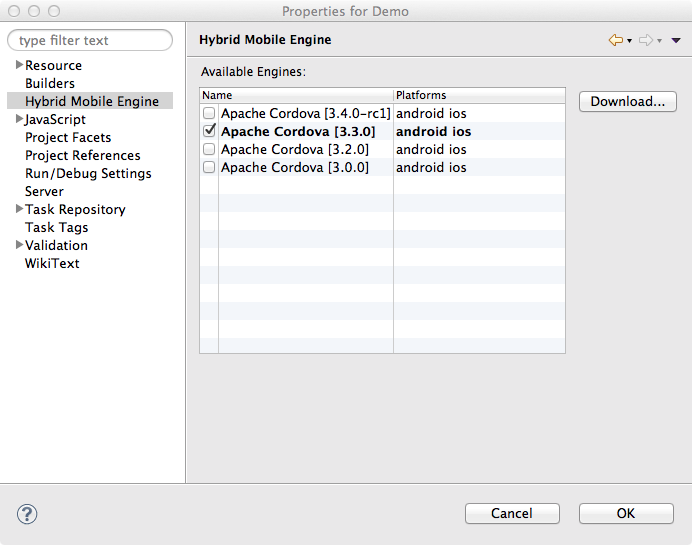 Properties for Demo
type filter text
Resource
Builders
Hybrid Mobile Engine
JavaScript
Project Facets
Project References
Run/Debug Settings
Server
Task Repository
Task Tags
Validation
WikiText
Hybrid Mobile Engine
Available Engines:
Name Platforms
Apache Cordova [3.4.0-rc1] android ios
Apache Cordova [3.3.0] android ios
Apache Cordova [3.2.0] android ios
Apache Cordova [3.0.0] android ios
Download...
?
Cancel OK